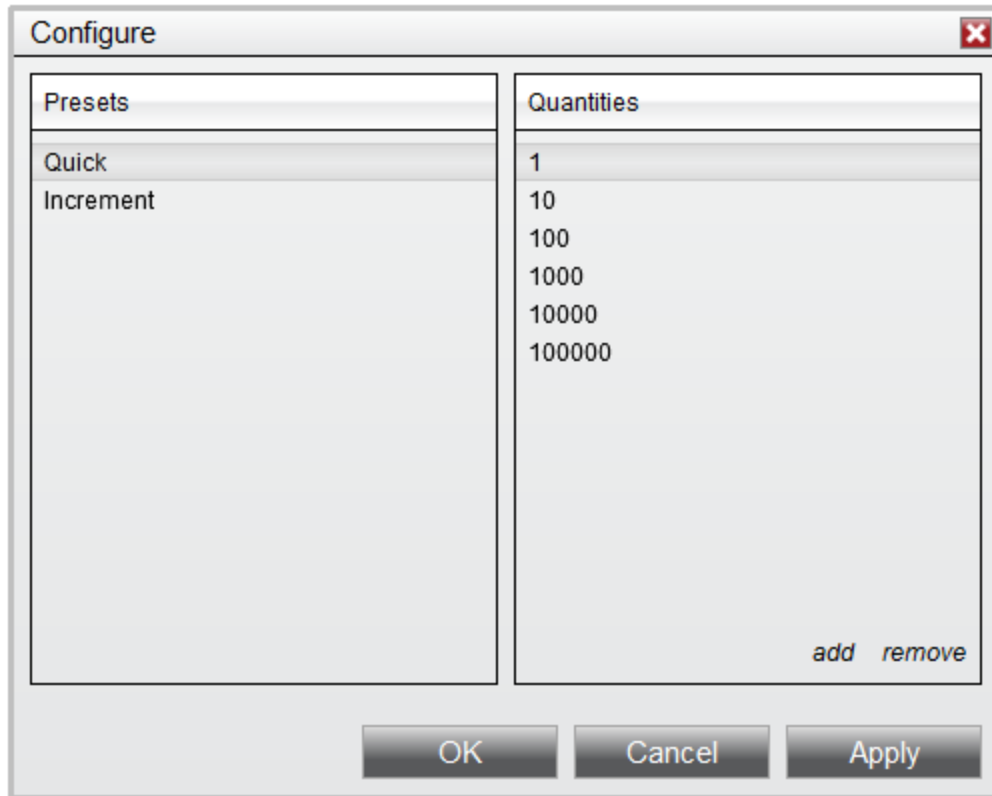 Configure
Presets
Quick
Increment
Quantities
1
10
100
1000
10000
100000
add remove
OK Cancel Apply